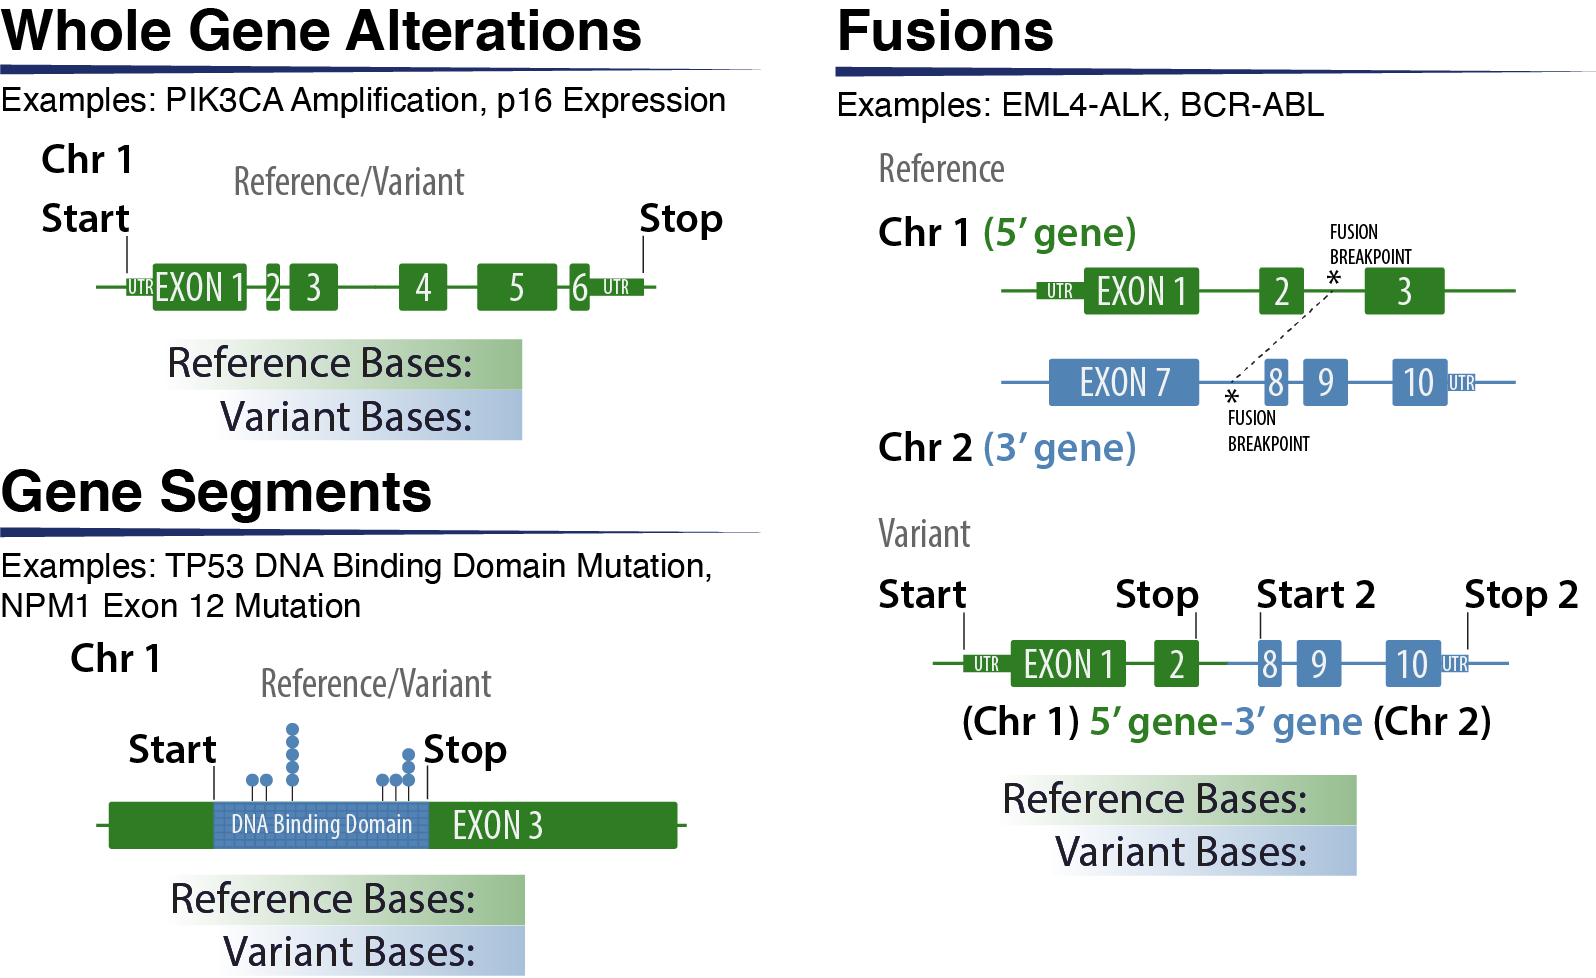 Whole Gene Alterations
Examples: PIK3CA Amplification, p16 Expression
Chr 1
Reference/Variant
Start
Stop
UTR EXON 1 2 3 4 5 6 UTR
Reference Bases:
Variant Bases:
Gene Segments
Examples: TP53 DNA Binding Domain Mutation,
NPM1 Exon 12 Mutation
Chr 1
Reference/Variant
Start
Stop
DNA Binding Domain EXON 3
Reference Bases:
Variant Bases:
Fusions
Examples: EML4-ALK, BCR-ABL
Reference
Chr 1 (5’ gene)
FUSION
BREAKPOINT
*
UTR EXON 1 2 3
EXON 7 8 9 10 UTR
*
FUSION
BREAKPOINT
Chr 2 (3’ gene)
Variant
Start Stop Start 2 Stop 2
UTR EXON 1 2 8 9 10 UTR
(Chr 1) 5’ gene-3’ gene (Chr 2)
Reference Bases:
Variant Bases: